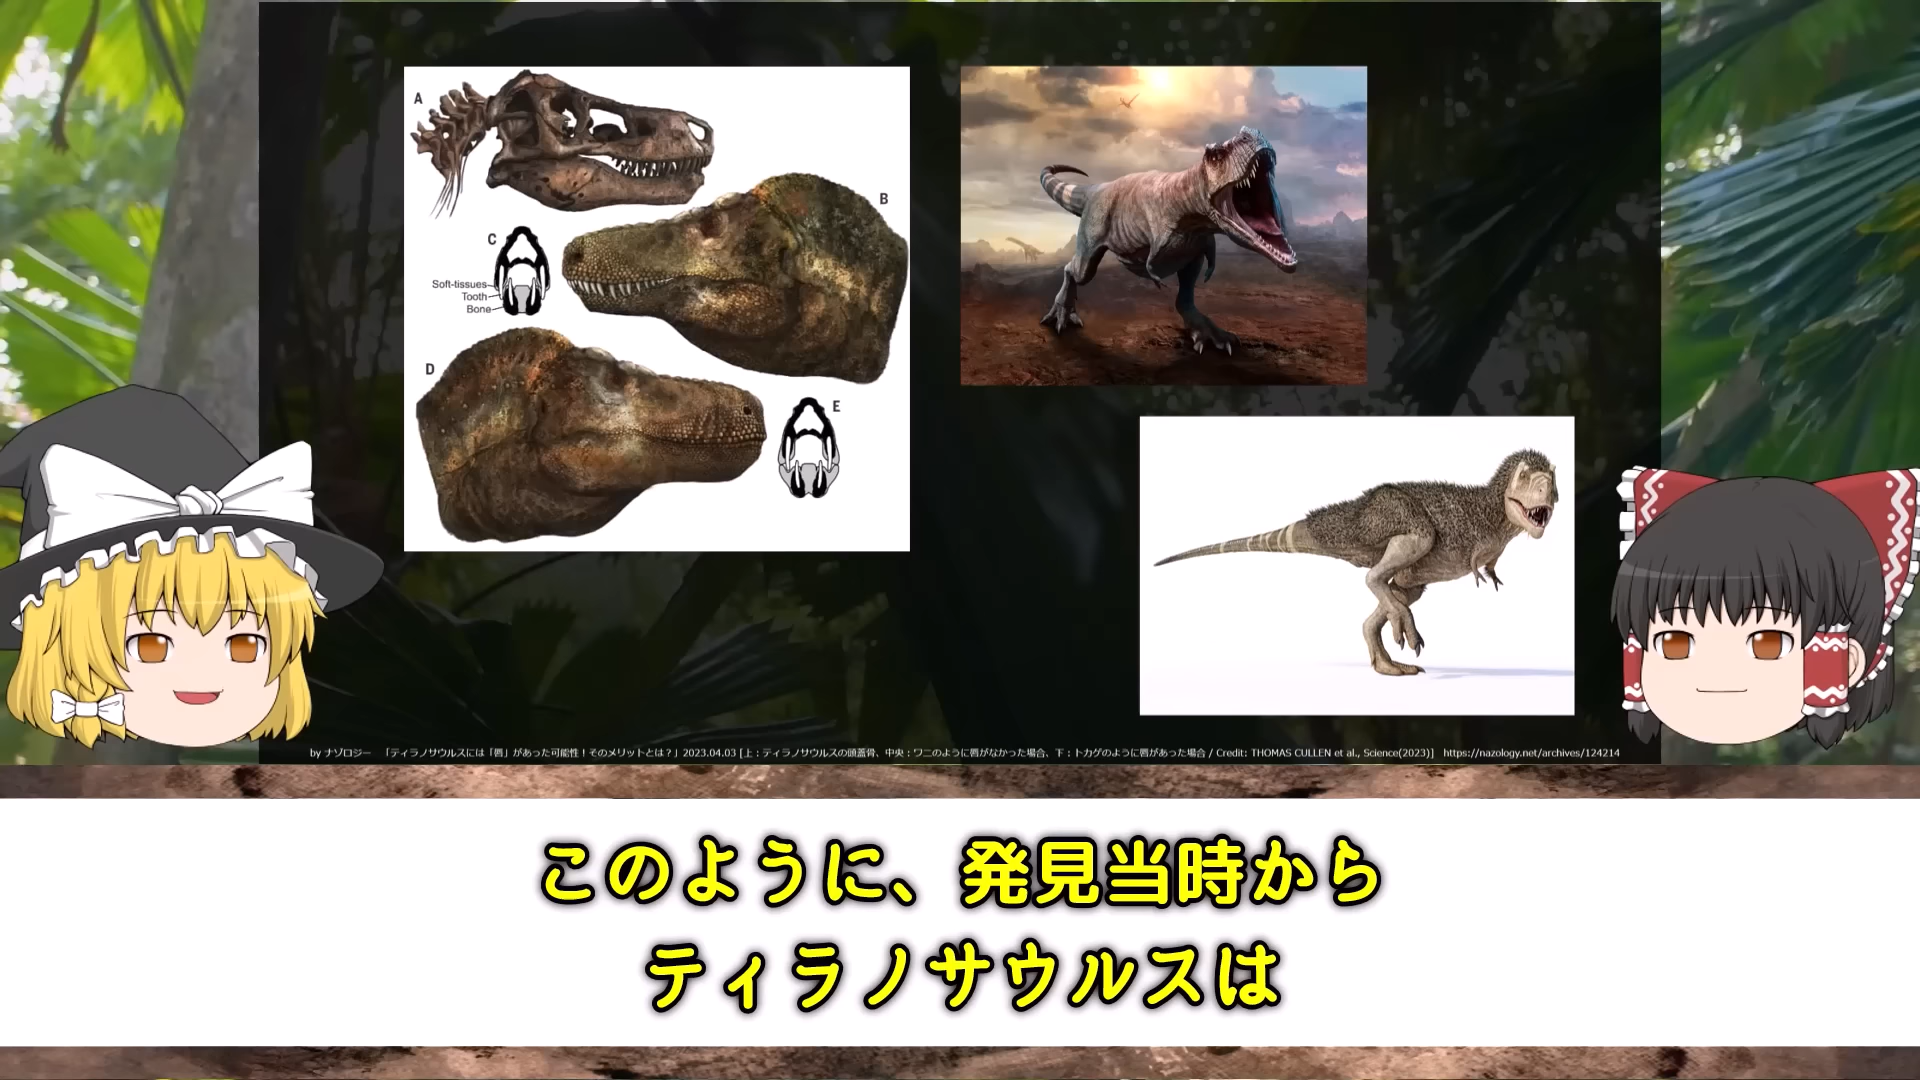 A
B
C
Soft-tissues
Tooth
Bone
D
E
by ナゾロジー 「ティラノサウルスには「唇」があった可能性！そのメリットとは？」2023.04.03 [上：ティラノサウルスの頭蓋骨、中央：ワニのように唇がなかった場合、下：トカゲのように唇があった場合 / Credit: THOMAS CULLEN et al., Science(2023)] https://nazology.net/archives/124214
このように、発見当時から
ティラノサウルスは